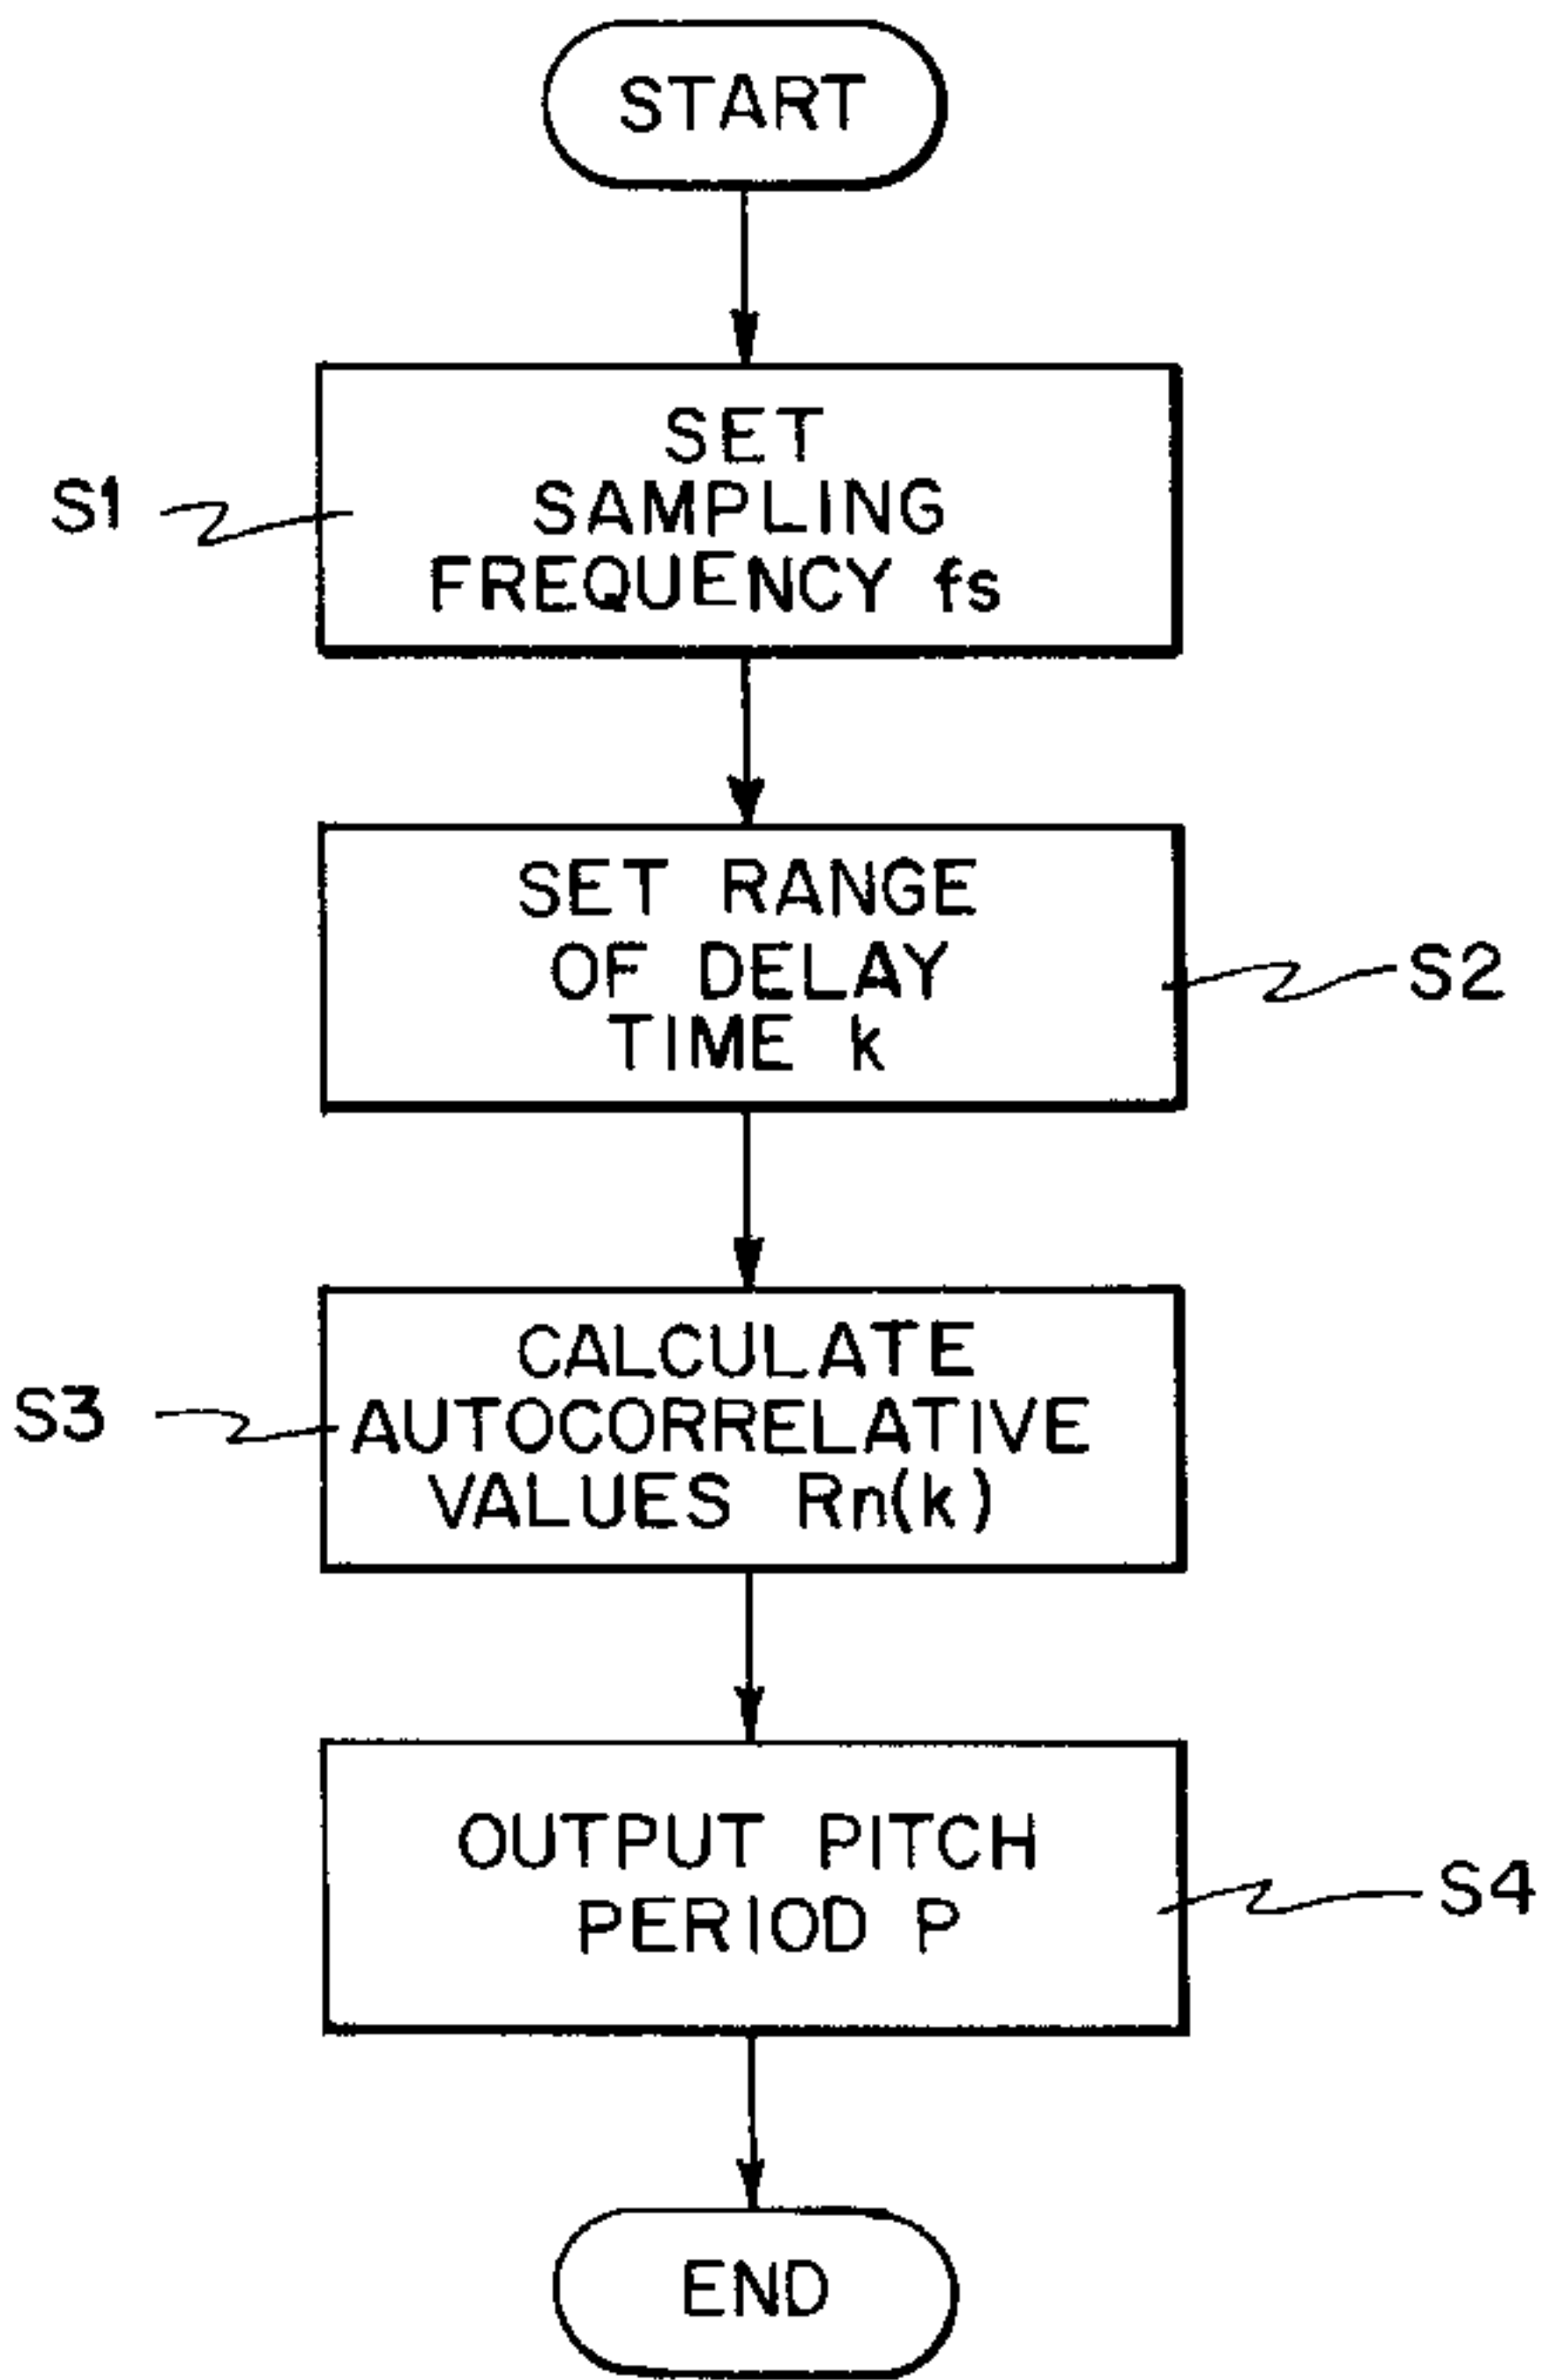 START
SET
SAMPLING
FREQUENCY fs
S1
SET RANGE
OF DELAY
TIME k
S2
CALCULATE
AUTOCORRELATIVE
VALUES Rn(k)
S3
OUTPUT PITCH
PERIOD P
S4
END